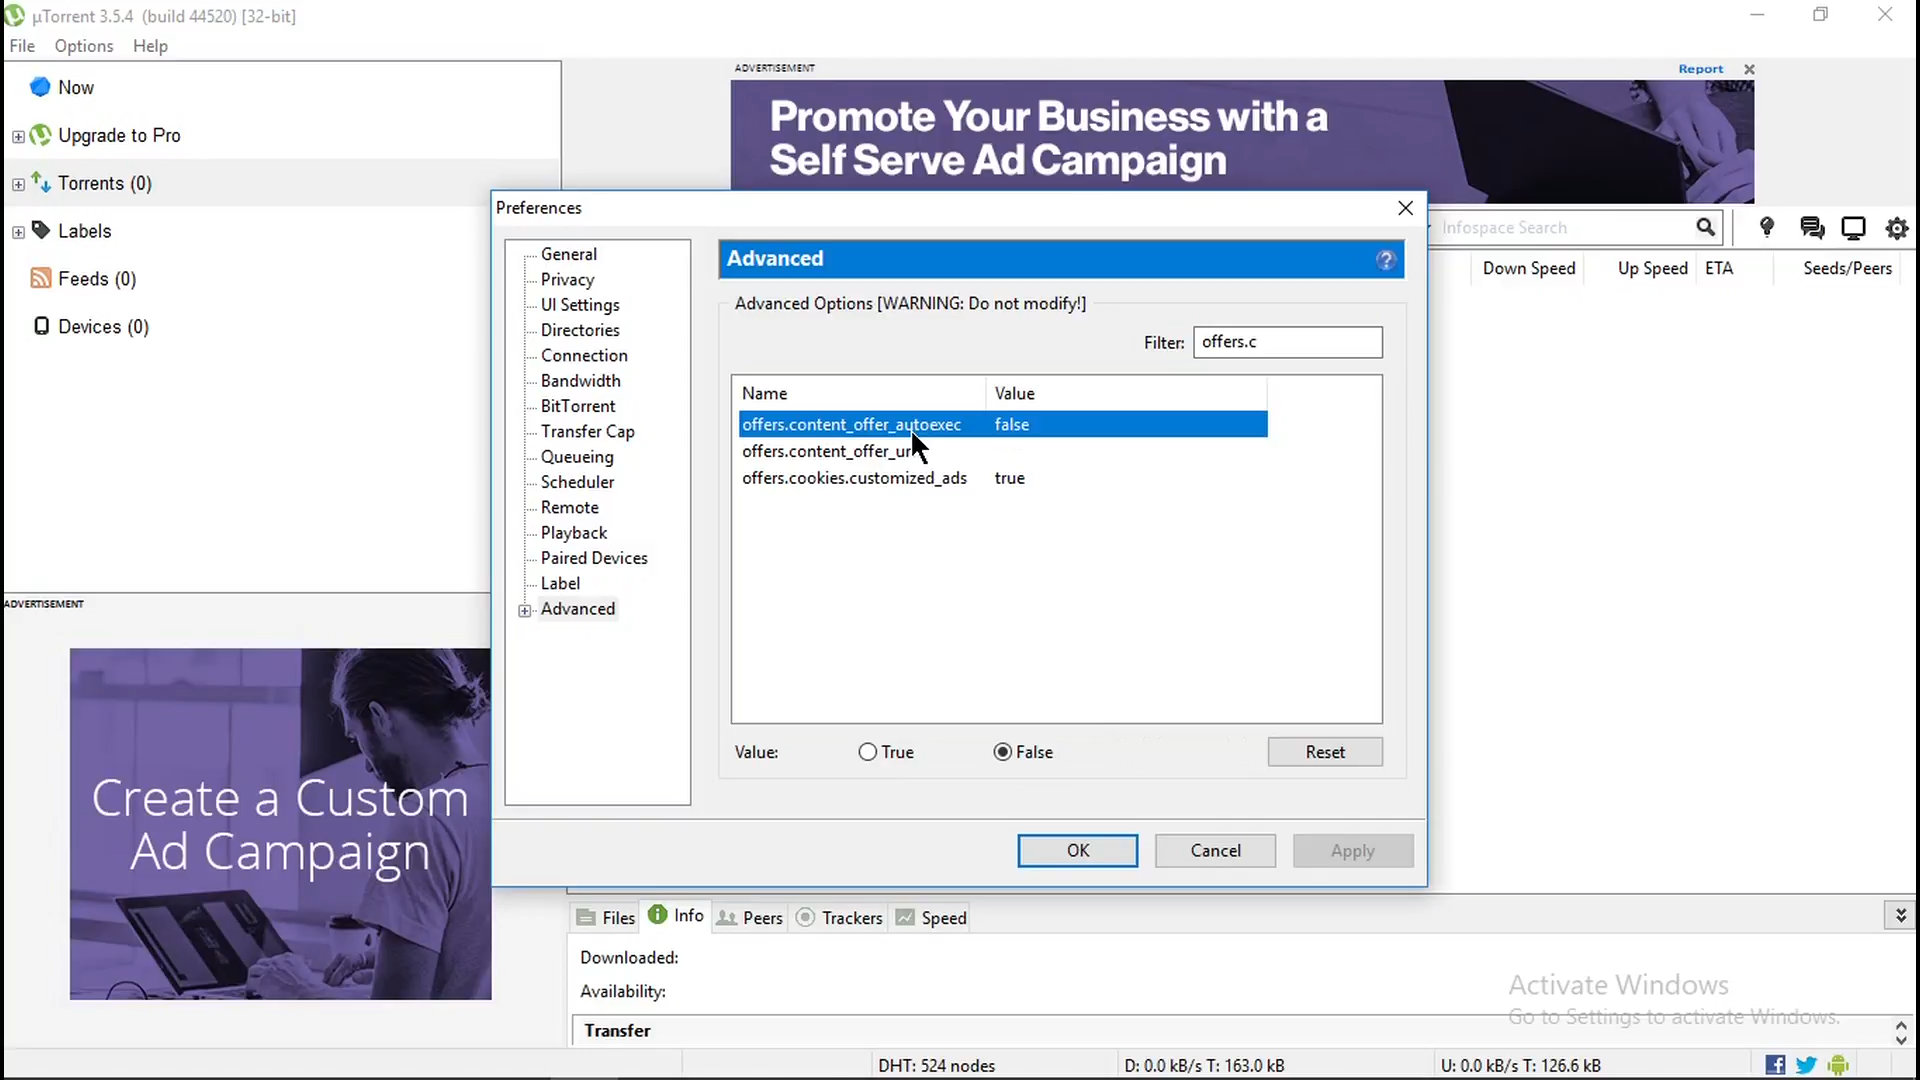 µTorrent 3.5.4 (build 44520) [32-bit]
File Options Help
Now
Upgrade to Pro
Torrents (0)
Labels
Feeds (0)
Devices (0)
ADVERTISEMENT
Report
Promote Your Business with a
Self Serve Ad Campaign
Infospace Search
Down Speed Up Speed ETA Seeds/Peers
Preferences
General
Privacy
UI Settings
Directories
Connection
Bandwidth
BitTorrent
Transfer Cap
Queueing
Scheduler
Remote
Playback
Paired Devices
Label
Advanced
Advanced
Advanced Options [WARNING: Do not modify!]
Filter: offers.c
Name Value
offers.content_offer_autoexec false
offers.cookies.customized_ads true
Value: True False Reset
OK Cancel Apply
ADVERTISEMENT
Create a Custom
Ad Campaign
Files Info Peers Trackers Speed
Downloaded:
Availability:
Transfer
Activate Windows
Go to Settings to activate Windows.
DHT: 524 nodes D: 0.0 kB/s T: 163.0 kB U: 0.0 kB/s T: 126.6 kB